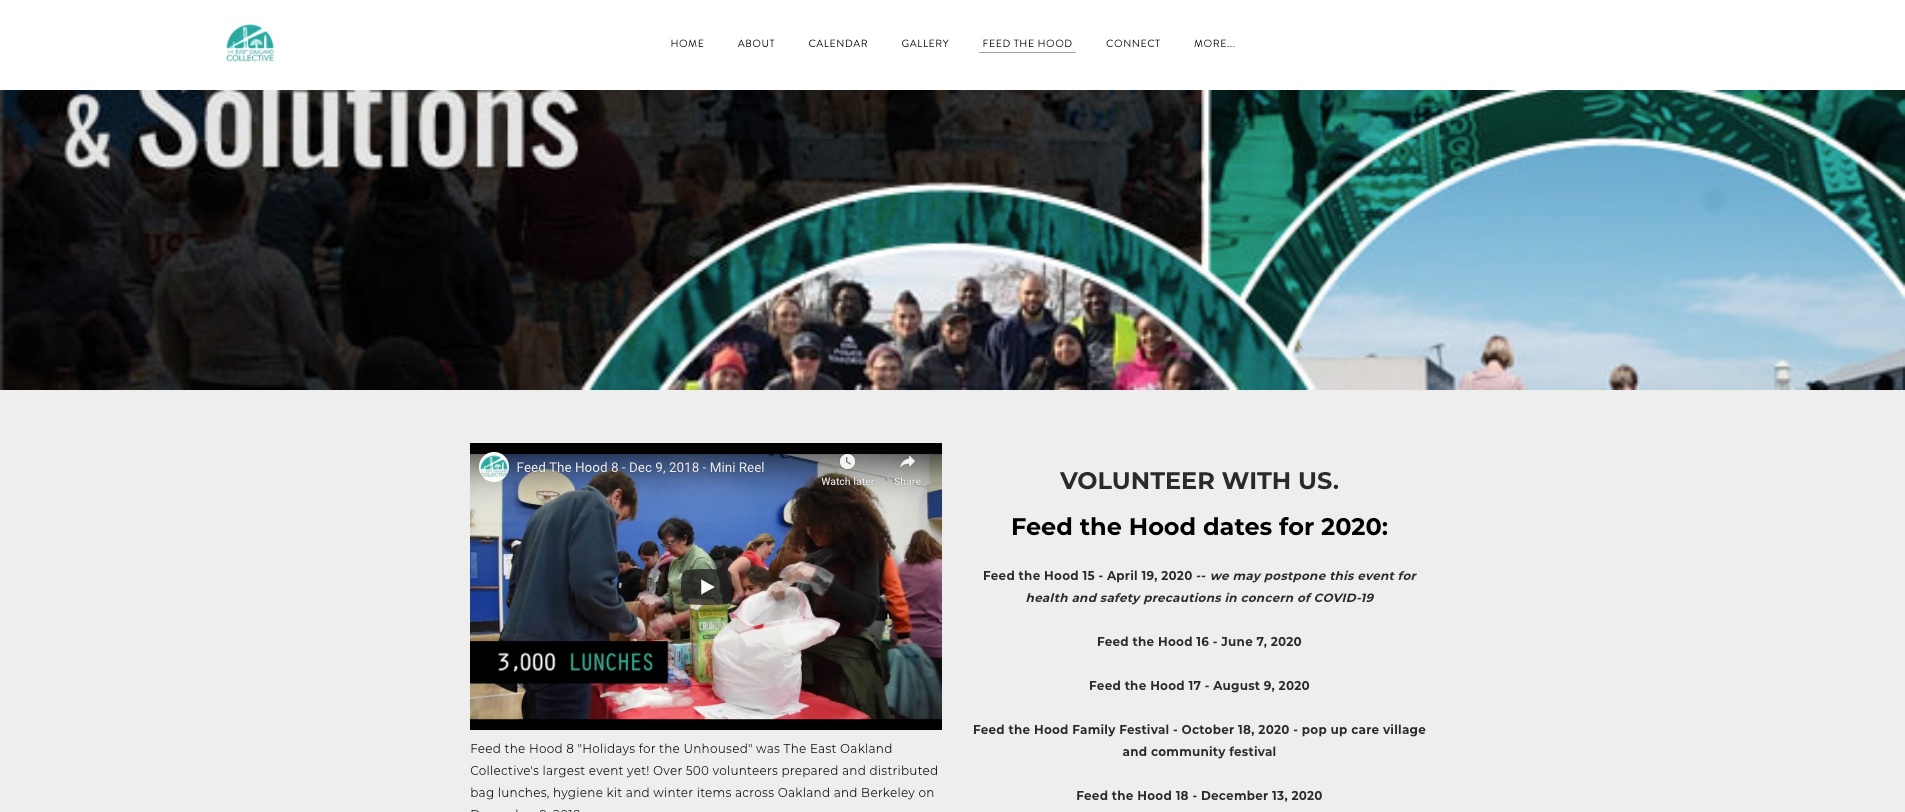 THE EAST OAKLAND
COLLECTIVE
HOME
ABOUT
CALENDAR
GALLERY
FEED THE HOOD
CONNECT
MORE...
& Solutions
Feed The Hood 8 - Dec 9, 2018 - Mini Reel
Watch later
Share
3,000 LUNCHES
Feed the Hood 8 "Holidays for the Unhoused" was The East Oakland
Collective's largest event yet! Over 500 volunteers prepared and distributed
bag lunches, hygiene kit and winter items across Oakland and Berkeley on
VOLUNTEER WITH US.
Feed the Hood dates for 2020:
Feed the Hood 15 - April 19, 2020 -- we may postpone this event for
health and safety precautions in concern of COVID-19
Feed the Hood 16 - June 7, 2020
Feed the Hood 17 - August 9, 2020
Feed the Hood Family Festival - October 18, 2020 - pop up care village
and community festival
Feed the Hood 18 - December 13, 2020